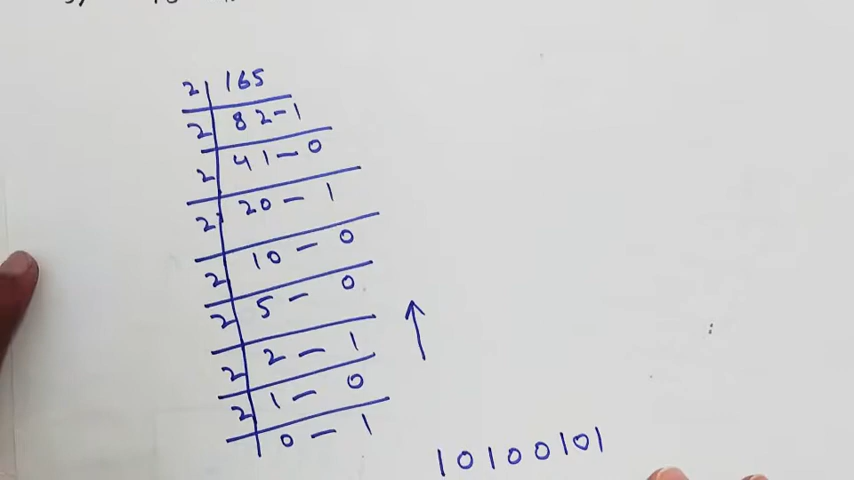 2 | 165
2 | 82 - 1
2 | 41 - 0
2 | 20 - 1
2 | 10 - 0
2 | 5 - 0
2 | 2 - 1
2 | 1 - 0
0 - 1
10100101